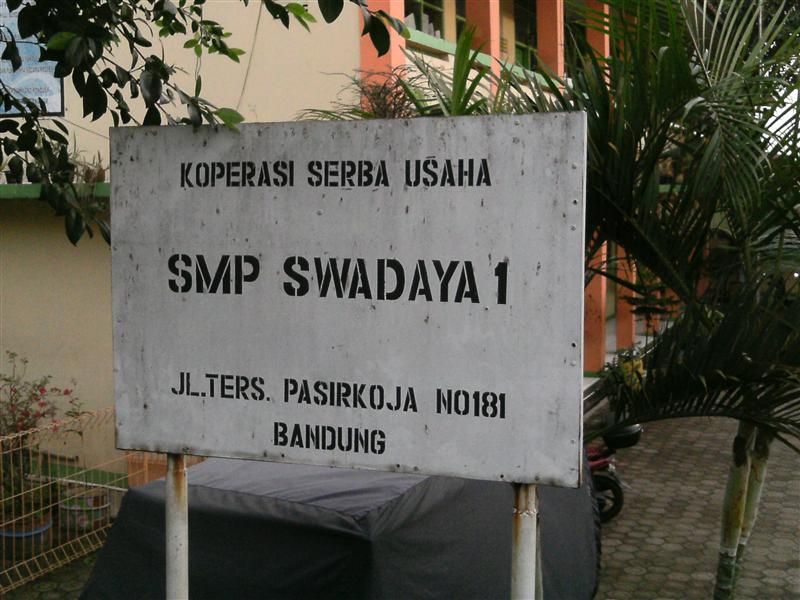 KOPERASI SERBA USAHA
SMP SWADAYA 1
JL.TERS. PASIRKOJA NO181
BANDUNG